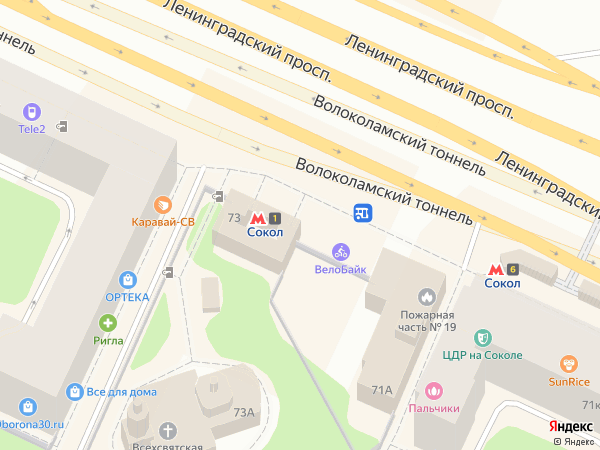 Ленинградский просп.
Ленинградский просп.
тоннель
Волоколамский тоннель
Ленинградский
Волоколамский тоннель
Tele2
Каравай-СВ
73
М 1
Сокол
ВелоБайк
М 6
Сокол
ОРТЕКА
Пожарная
часть № 19
Ригла
ЦДР на Соколе
SunRice
Все для дома
71А
Пальчики
71к
Oborona30.ru
73А
Всехсвятская
Яндекс
© Яндекс